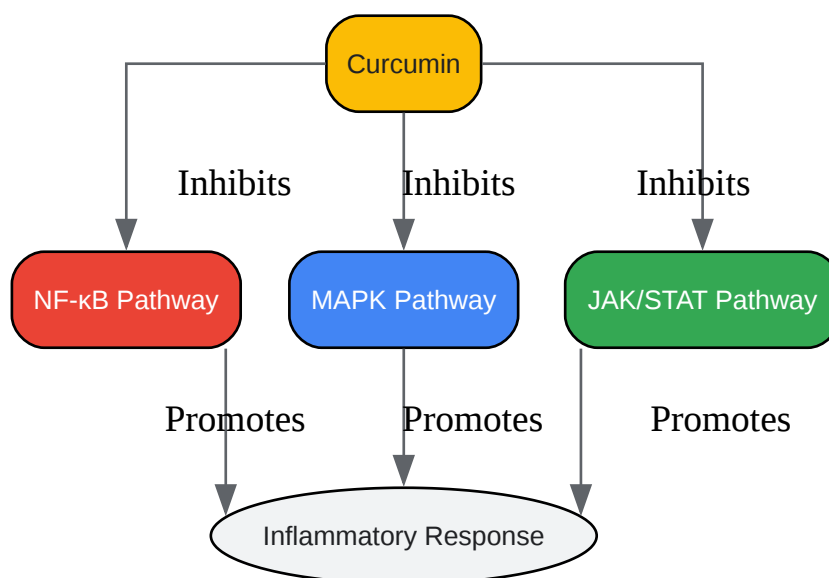 Curcumin
Inhibits
Inhibits
Inhibits
NF-κB Pathway
MAPK Pathway
JAK/STAT Pathway
Promotes
Promotes
Promotes
Inflammatory Response